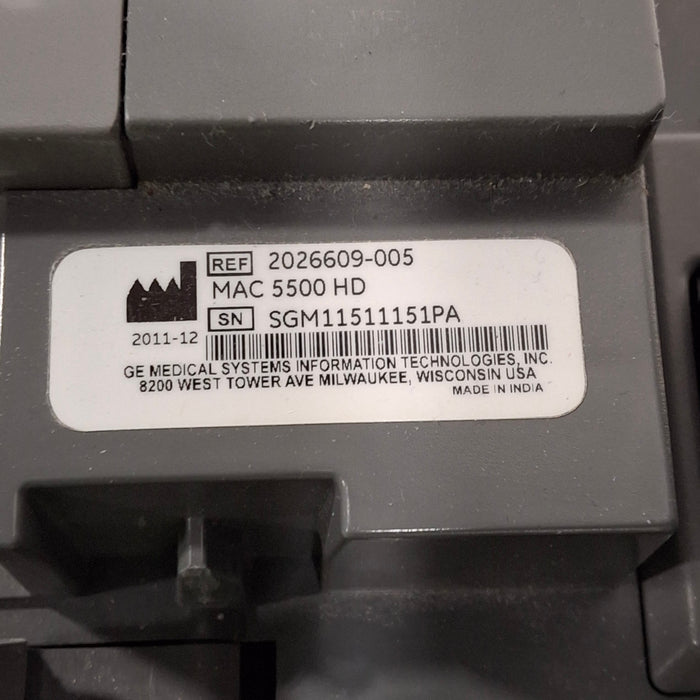 REF 2026609-005
MAC 5500 HD
SN SGM11511151PA
2011-12
GE MEDICAL SYSTEMS INFORMATION TECHNOLOGIES, INC.
8200 WEST TOWER AVE MILWAUKEE, WISCONSIN USA
MADE IN INDIA